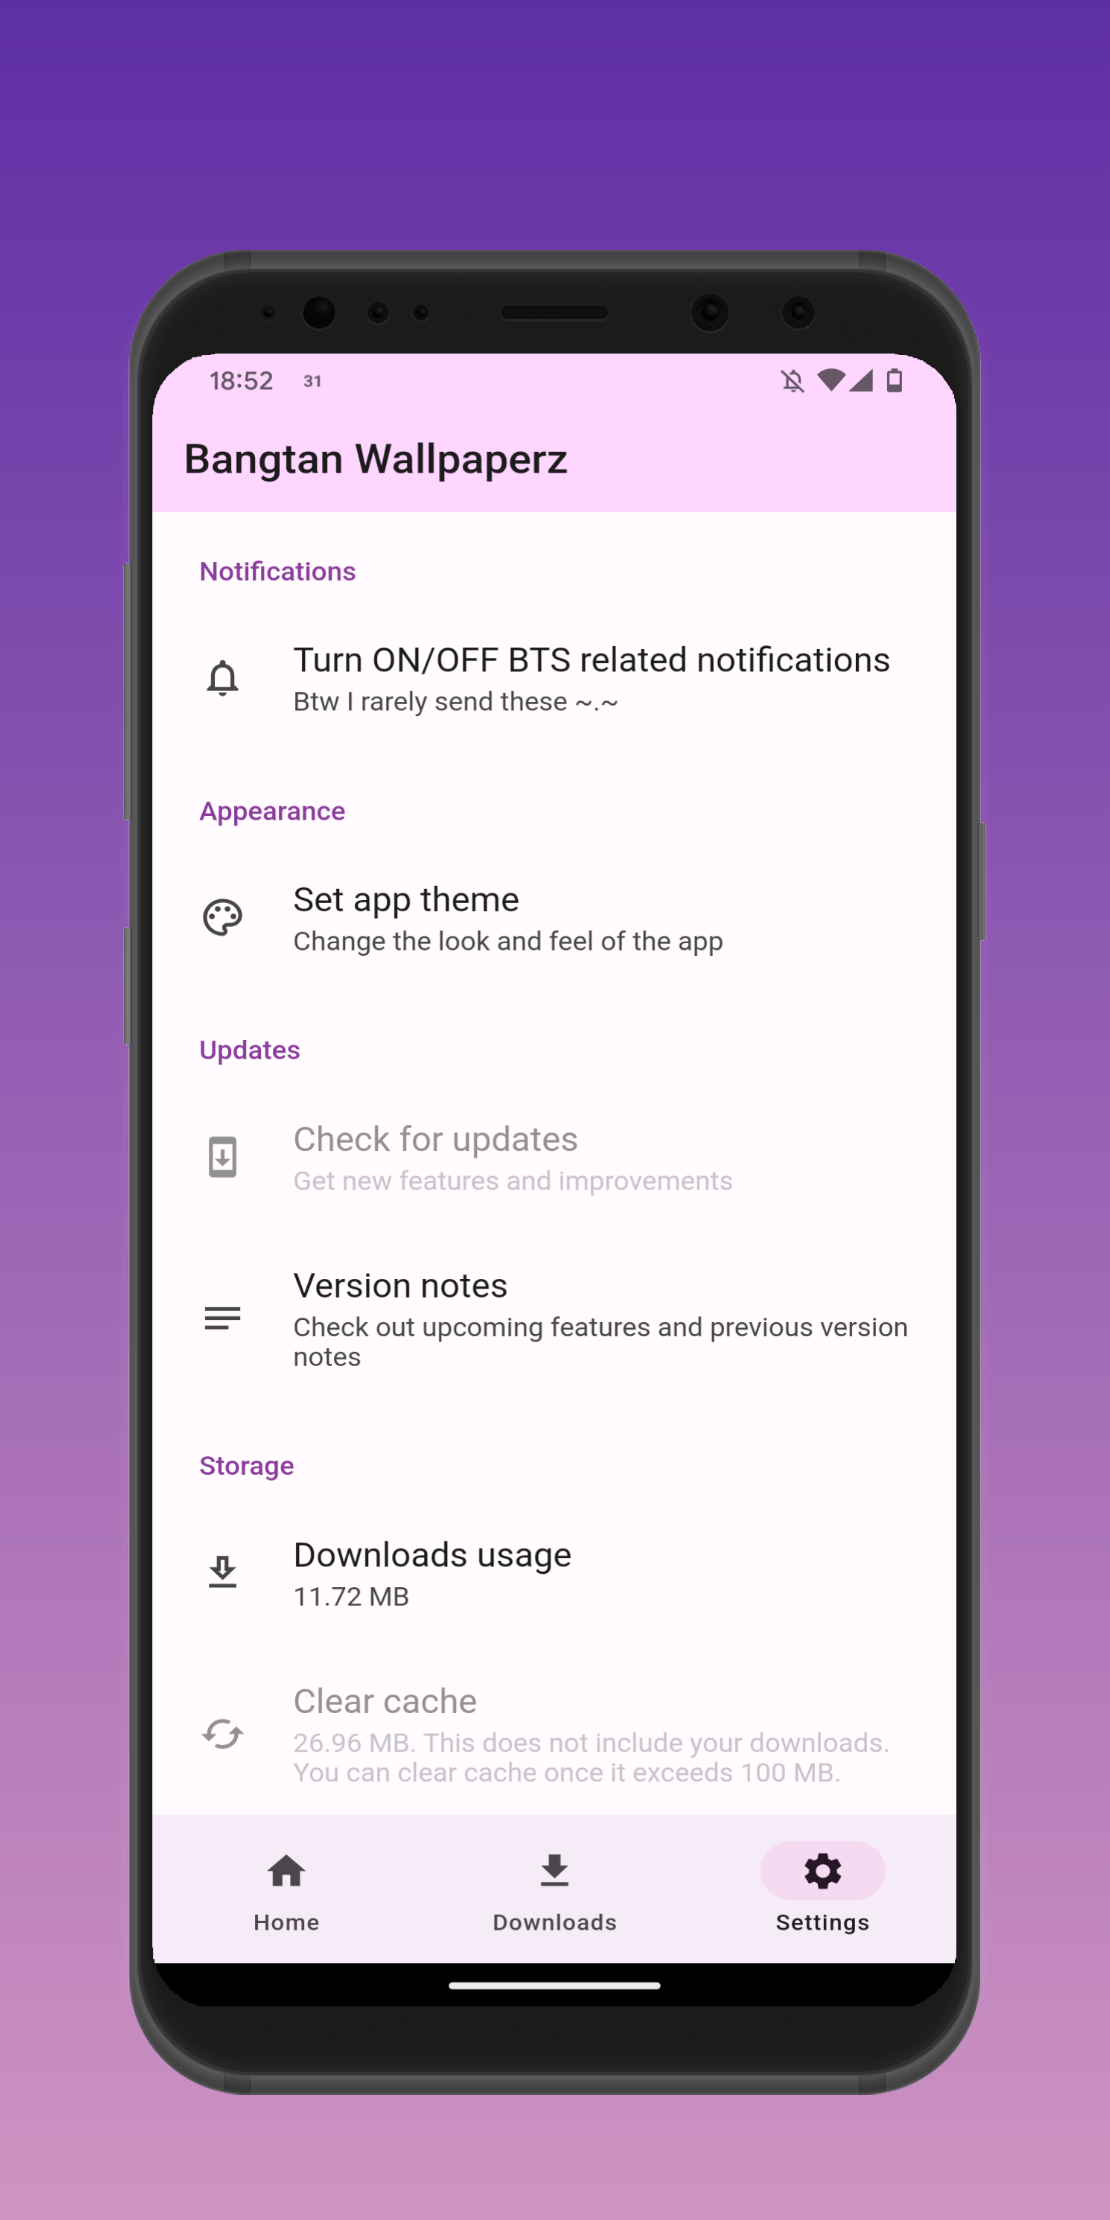 18:52 31
Bangtan Wallpaperz
Notifications
Turn ON/OFF BTS related notifications
Btw I rarely send these ~.~
Appearance
Set app theme
Change the look and feel of the app
Updates
Check for updates
Get new features and improvements
Version notes
Check out upcoming features and previous version
notes
Storage
Downloads usage
11.72 MB
Clear cache
26.96 MB. This does not include your downloads.
You can clear cache once it exceeds 100 MB.
Home Downloads Settings